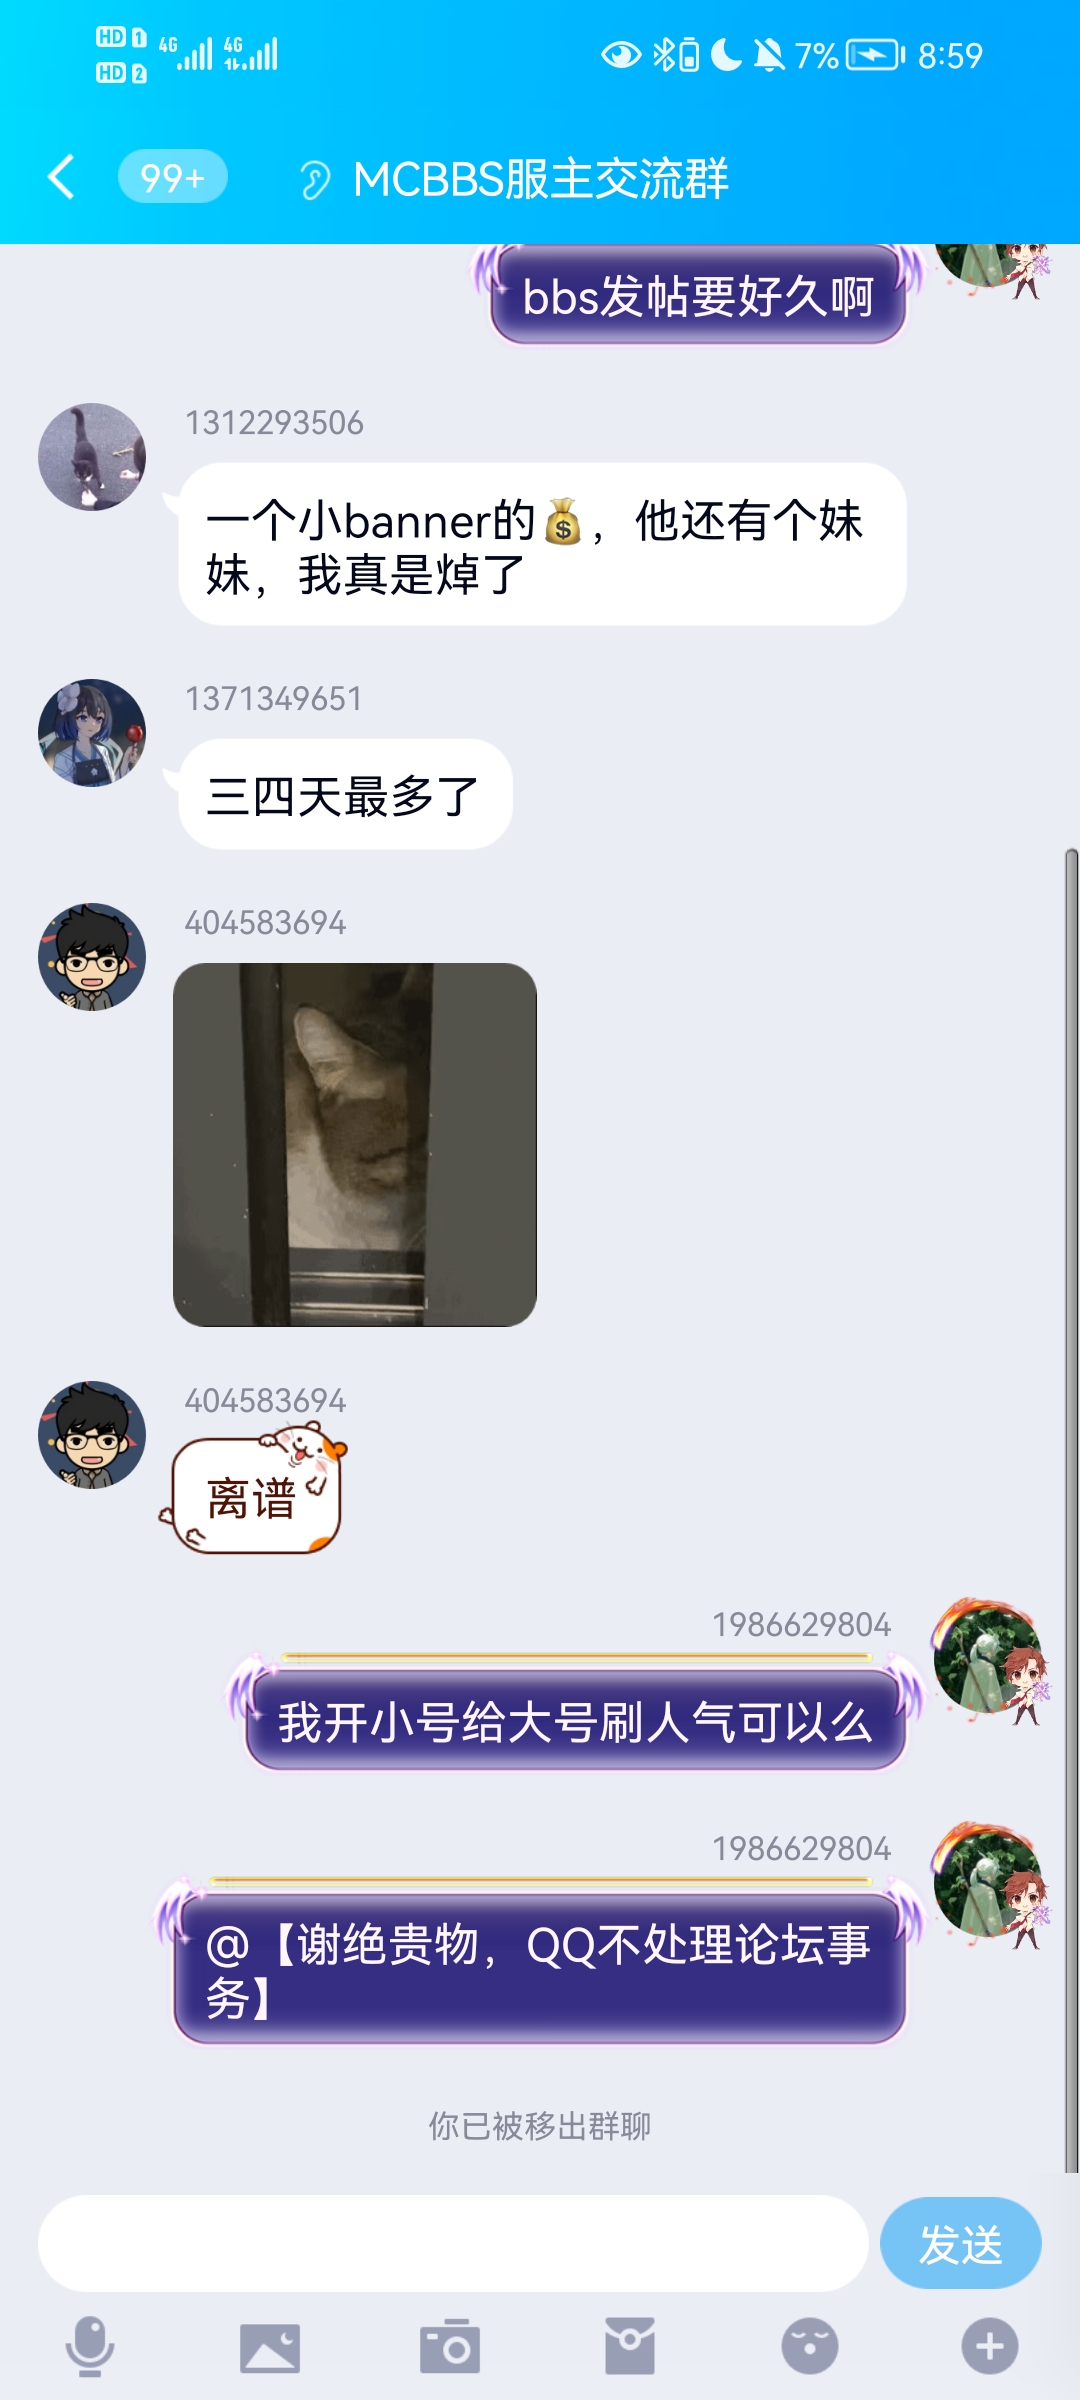 HD 1
HD 2
4G
4G
7%
8:59
99+
MCBBS服主交流群
bbs发帖要好久啊
1312293506
一个小banner的💰，他还有个妹
妹，我真是焯了
1371349651
三四天最多了
404583694
404583694
离谱
1986629804
我开小号给大号刷人气可以么
1986629804
@【谢绝贵物，QQ不处理论坛事
务】
你已被移出群聊
发送